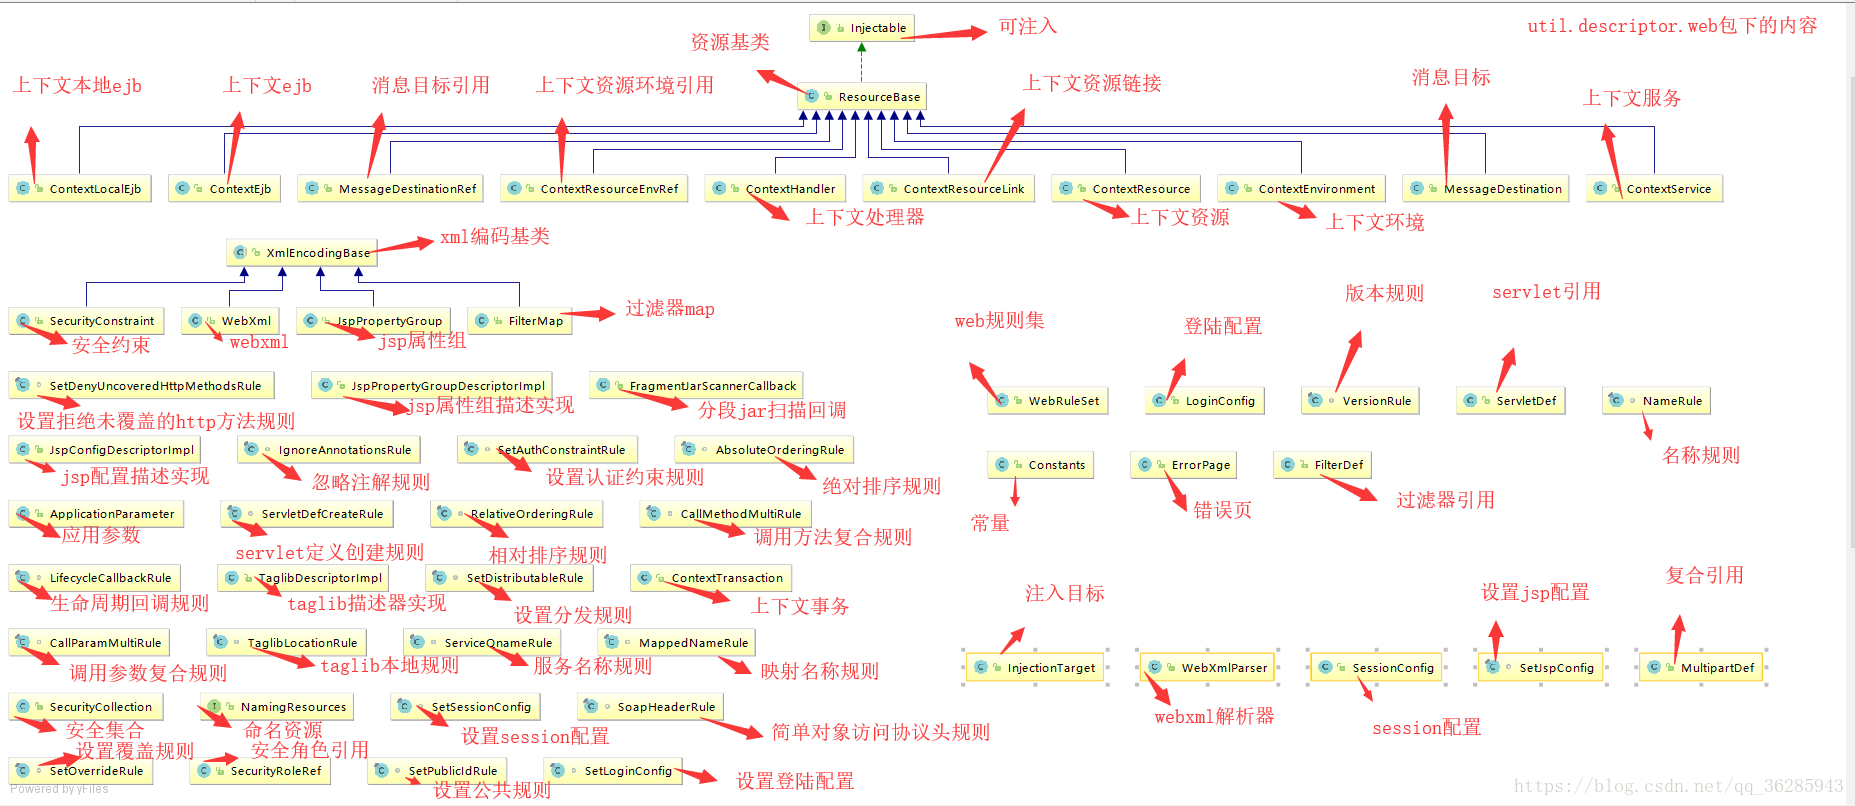 Injectable
可注入
util.descriptor.web包下的内容
资源基类
ResourceBase
上下文本地ejb
上下文ejb
消息目标引用
上下文资源环境引用
上下文资源链接
消息目标
上下文服务
ContextLocalEjb
ContextEjb
MessageDestinationRef
ContextResourceEnvRef
ContextHandler
ContextResourceLink
ContextResource
ContextEnvironment
MessageDestination
ContextService
上下文处理器
上下文资源
上下文环境
XmlEncodingBase
xml编码基类
SecurityConstraint
WebXml
JspPropertyGroup
FilterMap
过滤器map
安全约束
webxml
jsp属性组
web规则集
登陆配置
版本规则
servlet引用
SetDenyUncoveredHttpMethodsRule
JspPropertyGroupDescriptorImpl
FragmentJarScannerCallback
设置拒绝未覆盖的http方法规则
jsp属性组描述实现
分段jar扫描回调
WebRuleSet
LoginConfig
VersionRule
ServletDef
NameRule
名称规则
JspConfigDescriptorImpl
IgnoreAnnotationsRule
SetAuthConstraintRule
AbsoluteOrderingRule
jsp配置描述实现
忽略注解规则
设置认证约束规则
绝对排序规则
Constants
ErrorPage
FilterDef
常量
错误页
过滤器引用
ApplicationParameter
ServletDefCreateRule
RelativeOrderingRule
CallMethodMultiRule
应用参数
servlet定义创建规则
相对排序规则
调用方法复合规则
LifecycleCallbackRule
TaglibDescriptorImpl
SetDistributableRule
ContextTransaction
生命周期回调规则
taglib描述器实现
设置分发规则
上下文事务
注入目标
设置jsp配置
复合引用
CallParamMultiRule
TaglibLocationRule
ServiceQnameRule
MappedNameRule
调用参数复合规则
taglib本地规则
服务名称规则
映射名称规则
InjectionTarget
WebXmlParser
SessionConfig
SetJspConfig
MultipartDef
webxml解析器
session配置
SecurityCollection
NamingResources
SetSessionConfig
SoapHeaderRule
安全集合
命名资源
设置session配置
简单对象访问协议头规则
设置覆盖规则
安全角色引用
SetOverrideRule
SecurityRoleRef
SetPublicIdRule
SetLoginConfig
设置公共规则
设置登陆配置
Powered by yFiles
https://blog.csdn.net/qq_36285943